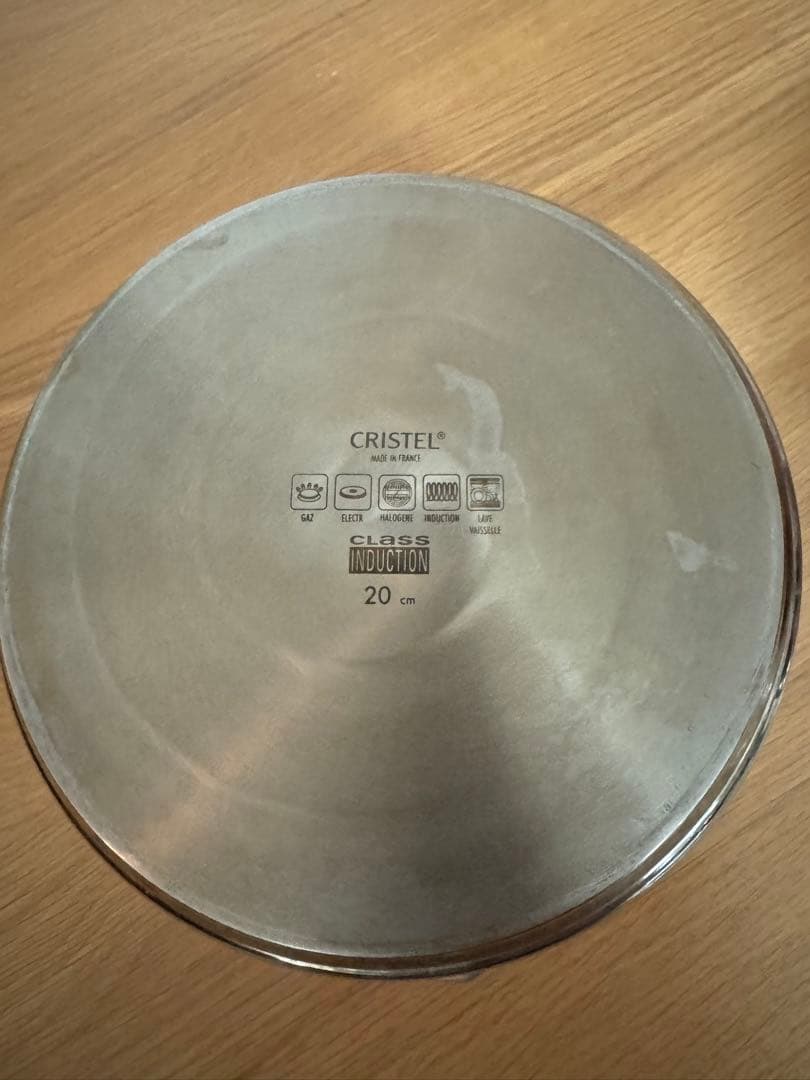 CRISTEL®
MADE IN FRANCE
GAZ ELECTR HALOGENE INDUCTION LAVE VAISSELLE
CLASS
INDUCTION
20 cm